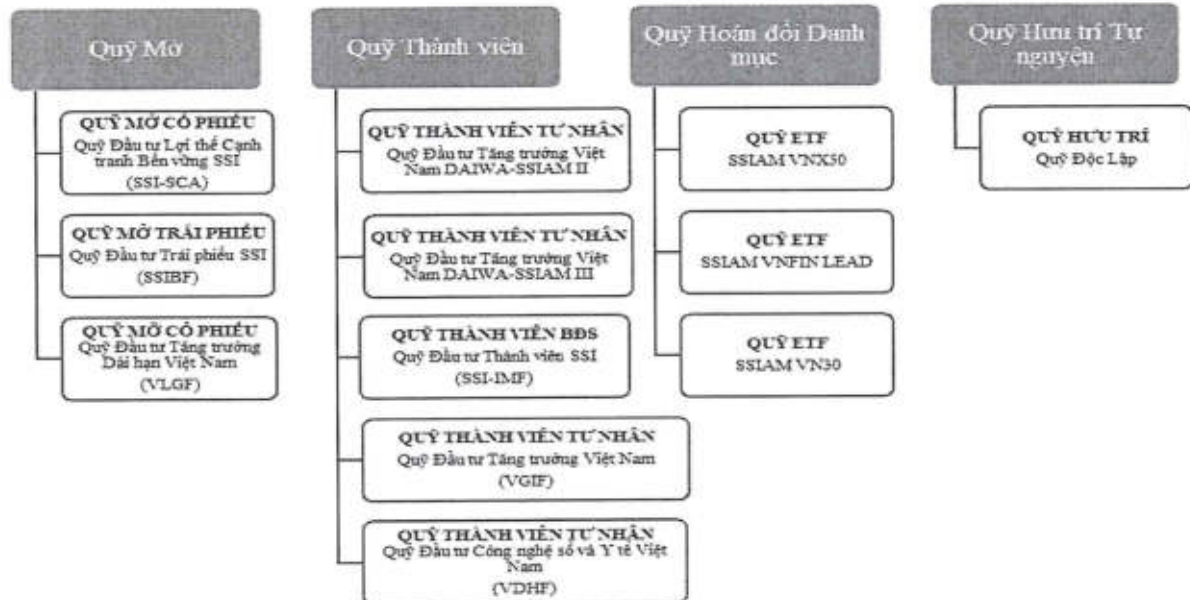 Quỹ Mở
QUỸ MỞ CỔ PHIẾU
Quỹ Đầu tư Lợi thế Cạnh
tranh Bền vững SSI
(SSI-SCA)
QUỸ MỞ TRÁI PHIẾU
Quỹ Đầu tư Trái phiếu SSI
(SSIBF)
QUỸ MỞ CỔ PHIẾU
Quỹ Đầu tư Tăng trưởng
Dài hạn Việt Nam
(VLGF)
Quỹ Thành viên
QUỸ THÀNH VIÊN TƯ NHÂN
Quỹ Đầu tư Tăng trưởng Việt
Nam DAIWA-SSIAM II
QUỸ THÀNH VIÊN TƯ NHÂN
Quỹ Đầu tư Tăng trưởng Việt
Nam DAIWA-SSIAM III
QUỸ THÀNH VIÊN BĐS
Quỹ Đầu tư Thành viên SSI
(SSI-IMF)
QUỸ THÀNH VIÊN TƯ NHÂN
Quỹ Đầu tư Tăng trưởng Việt Nam
(VGIF)
QUỸ THÀNH VIÊN TƯ NHÂN
Quỹ Đầu tư Công nghệ số và Y tế Việt
Nam
(VDHF)
Quỹ Hoán đổi Danh
mục
QUỸ ETF
SSIAM VNX50
QUỸ ETF
SSIAM VNFIN LEAD
QUỸ ETF
SSIAM VN30
Quỹ Hưu trí Tự
nguyện
QUỸ HƯU TRÍ
Quỹ Độc Lập